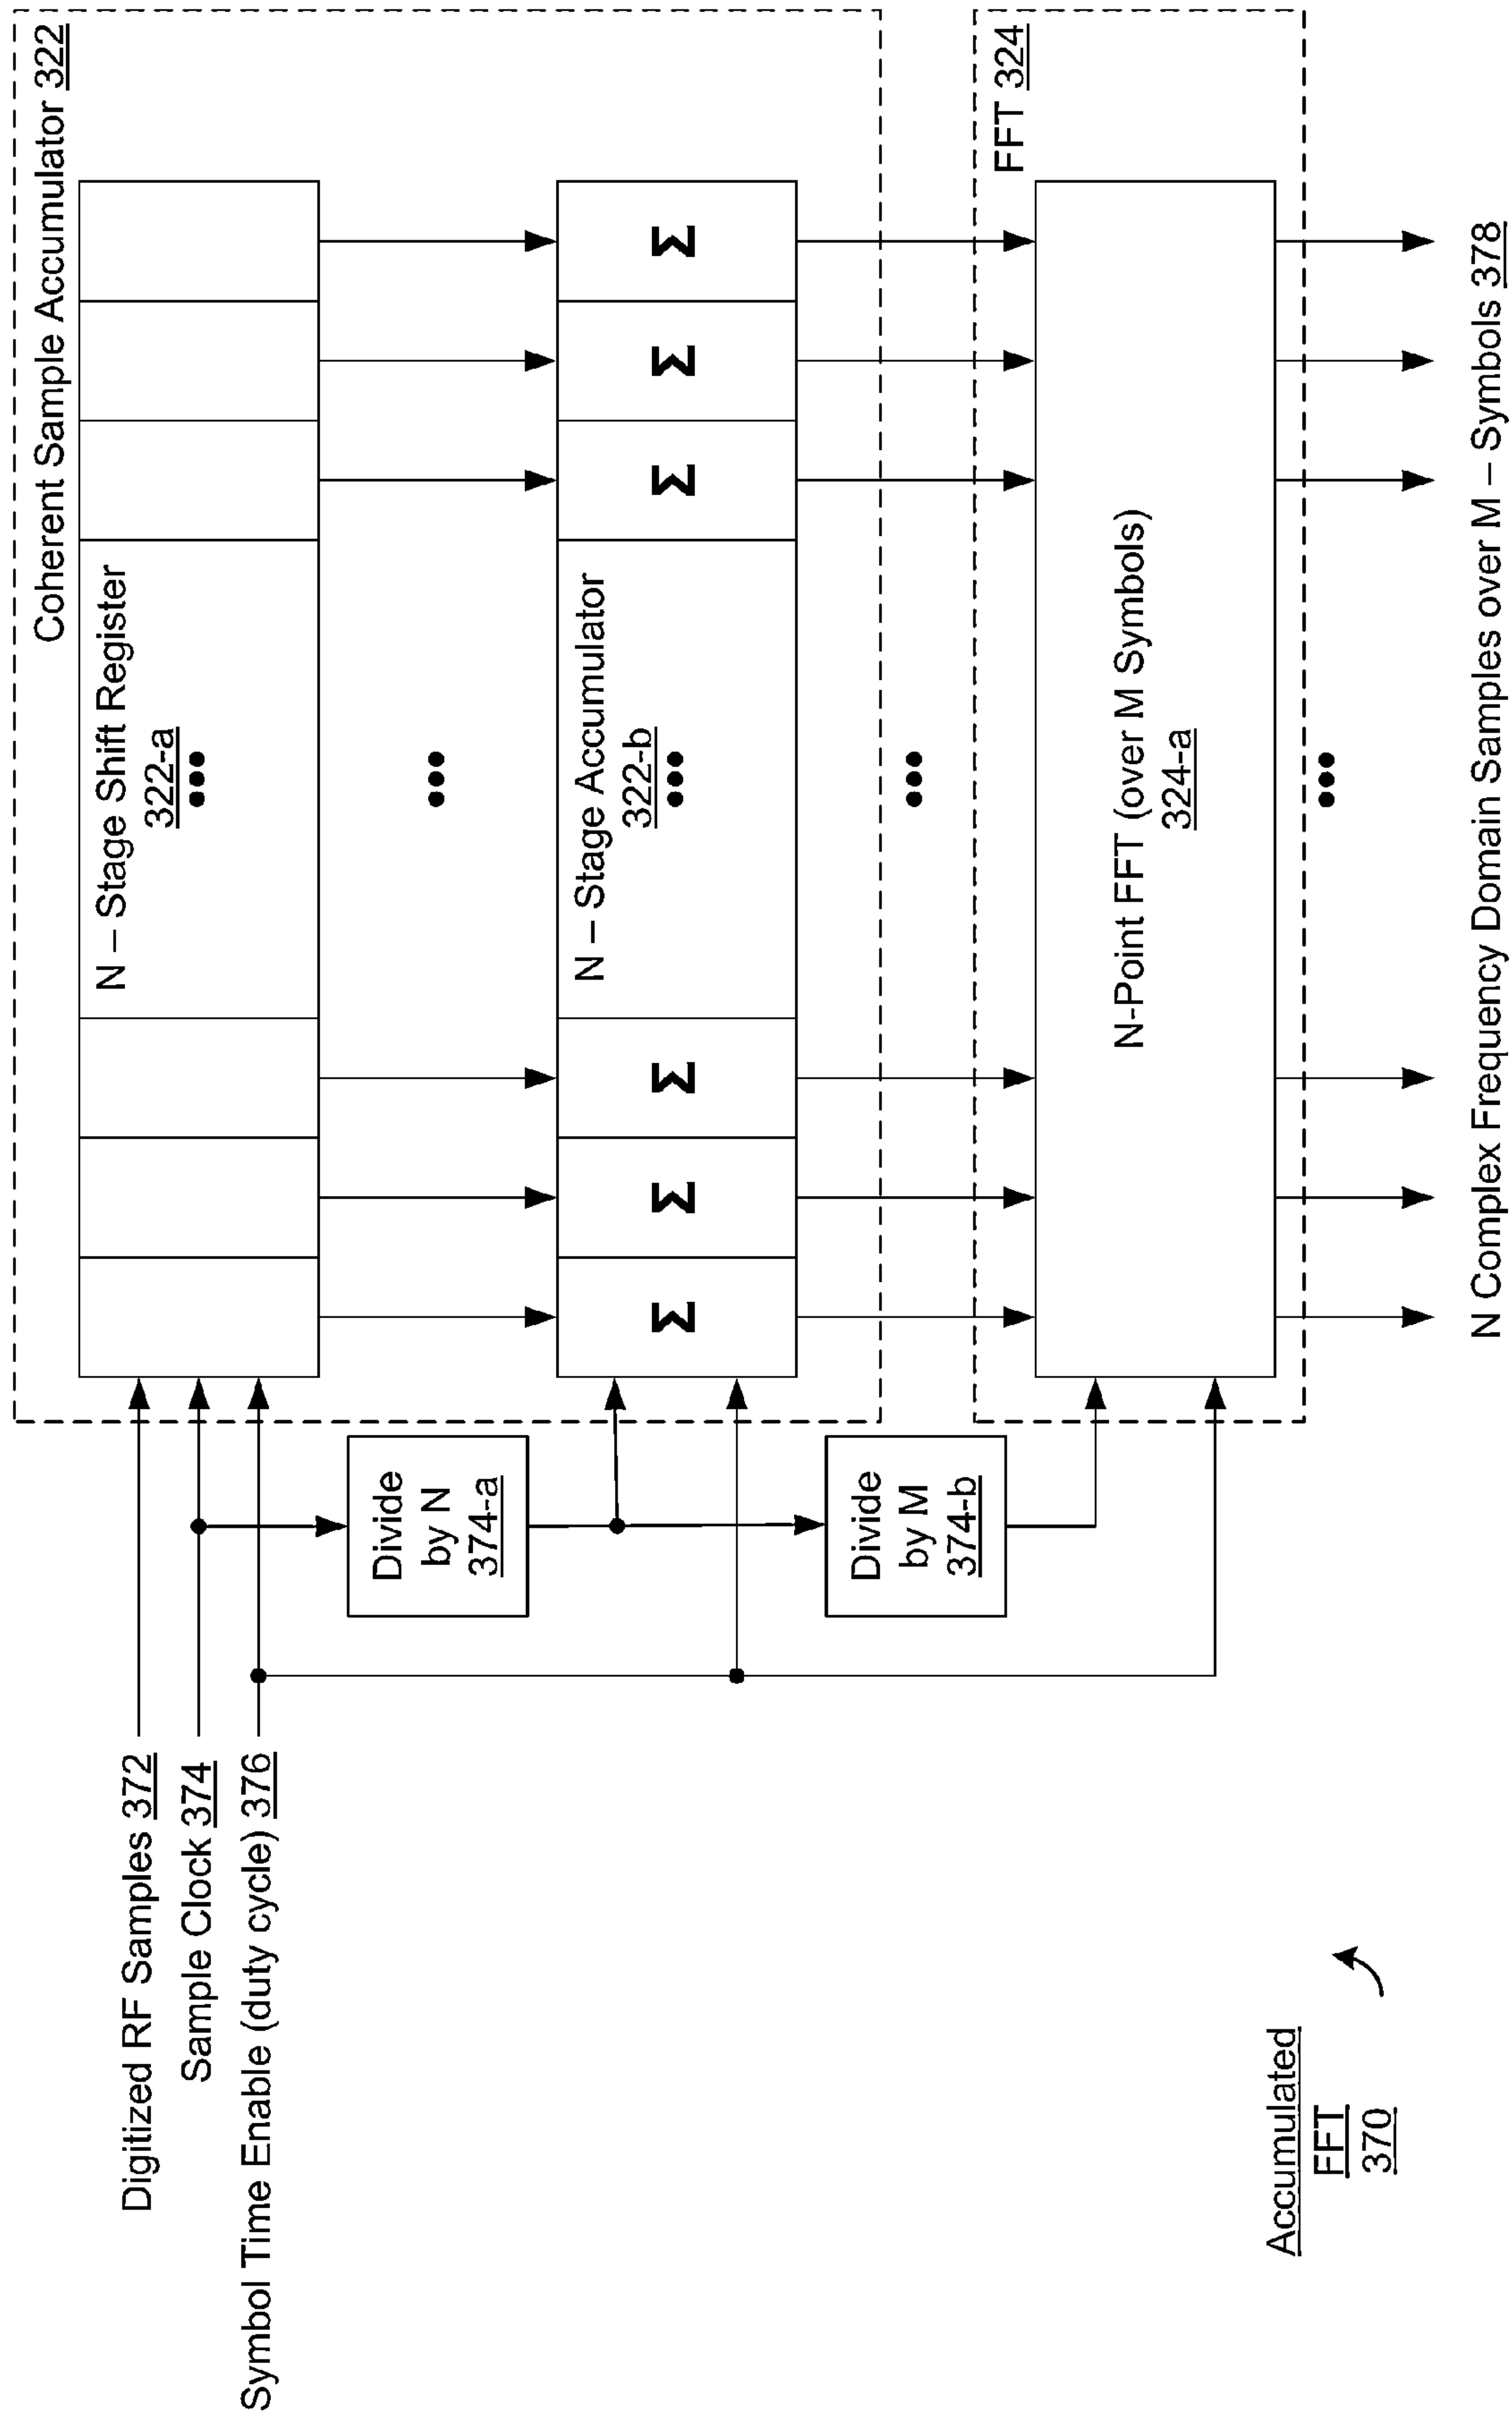 Coherent Sample Accumulator 322
Digitized RF Samples 372
Sample Clock 374
Symbol Time Enable (duty cycle) 376
N – Stage Shift Register
322-a
•••
•••
Divide
by N
374-a
N – Stage Accumulator
322-b
•••
Σ Σ Σ Σ Σ Σ
•••
Divide
by M
374-b
FFT 324
N-Point FFT (over M Symbols)
324-a
•••
N Complex Frequency Domain Samples over M – Symbols 378
Accumulated
FFT
370